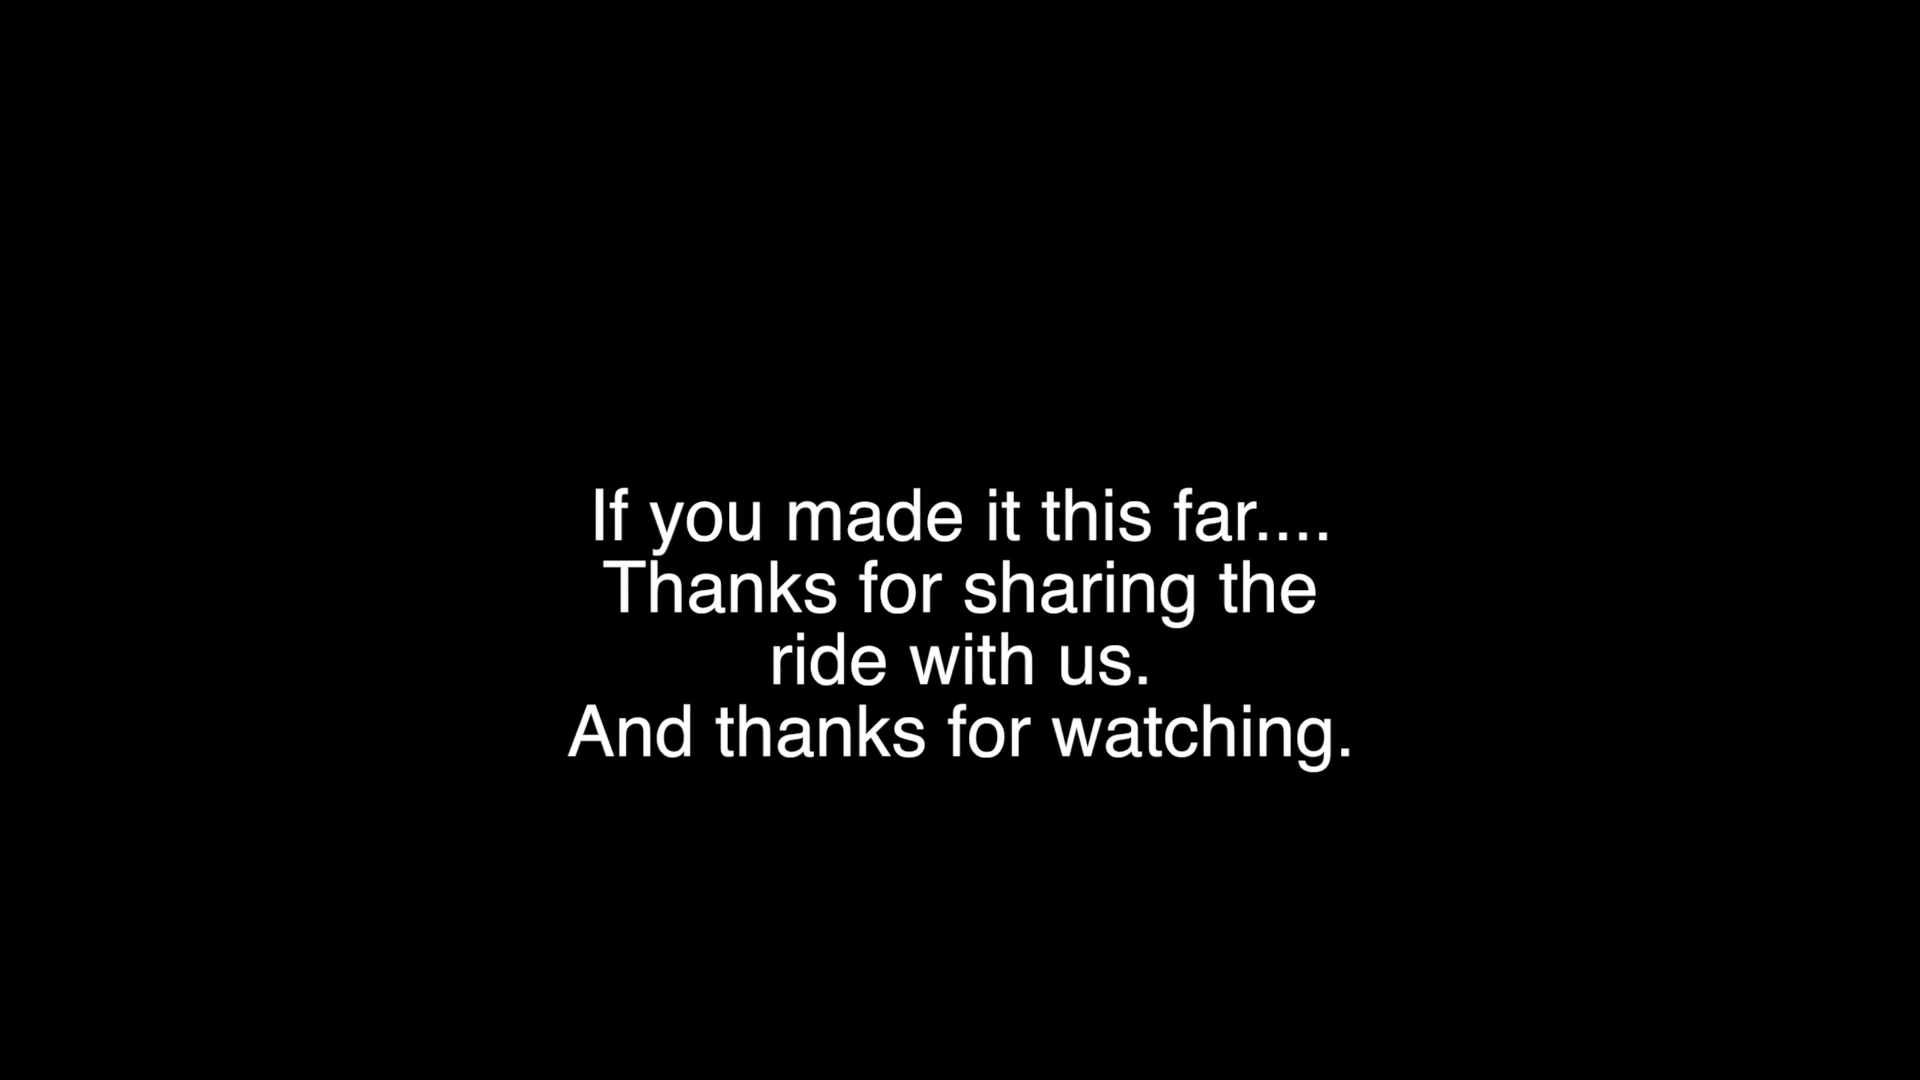 If you made it this far....
Thanks for sharing the
ride with us.
And thanks for watching.